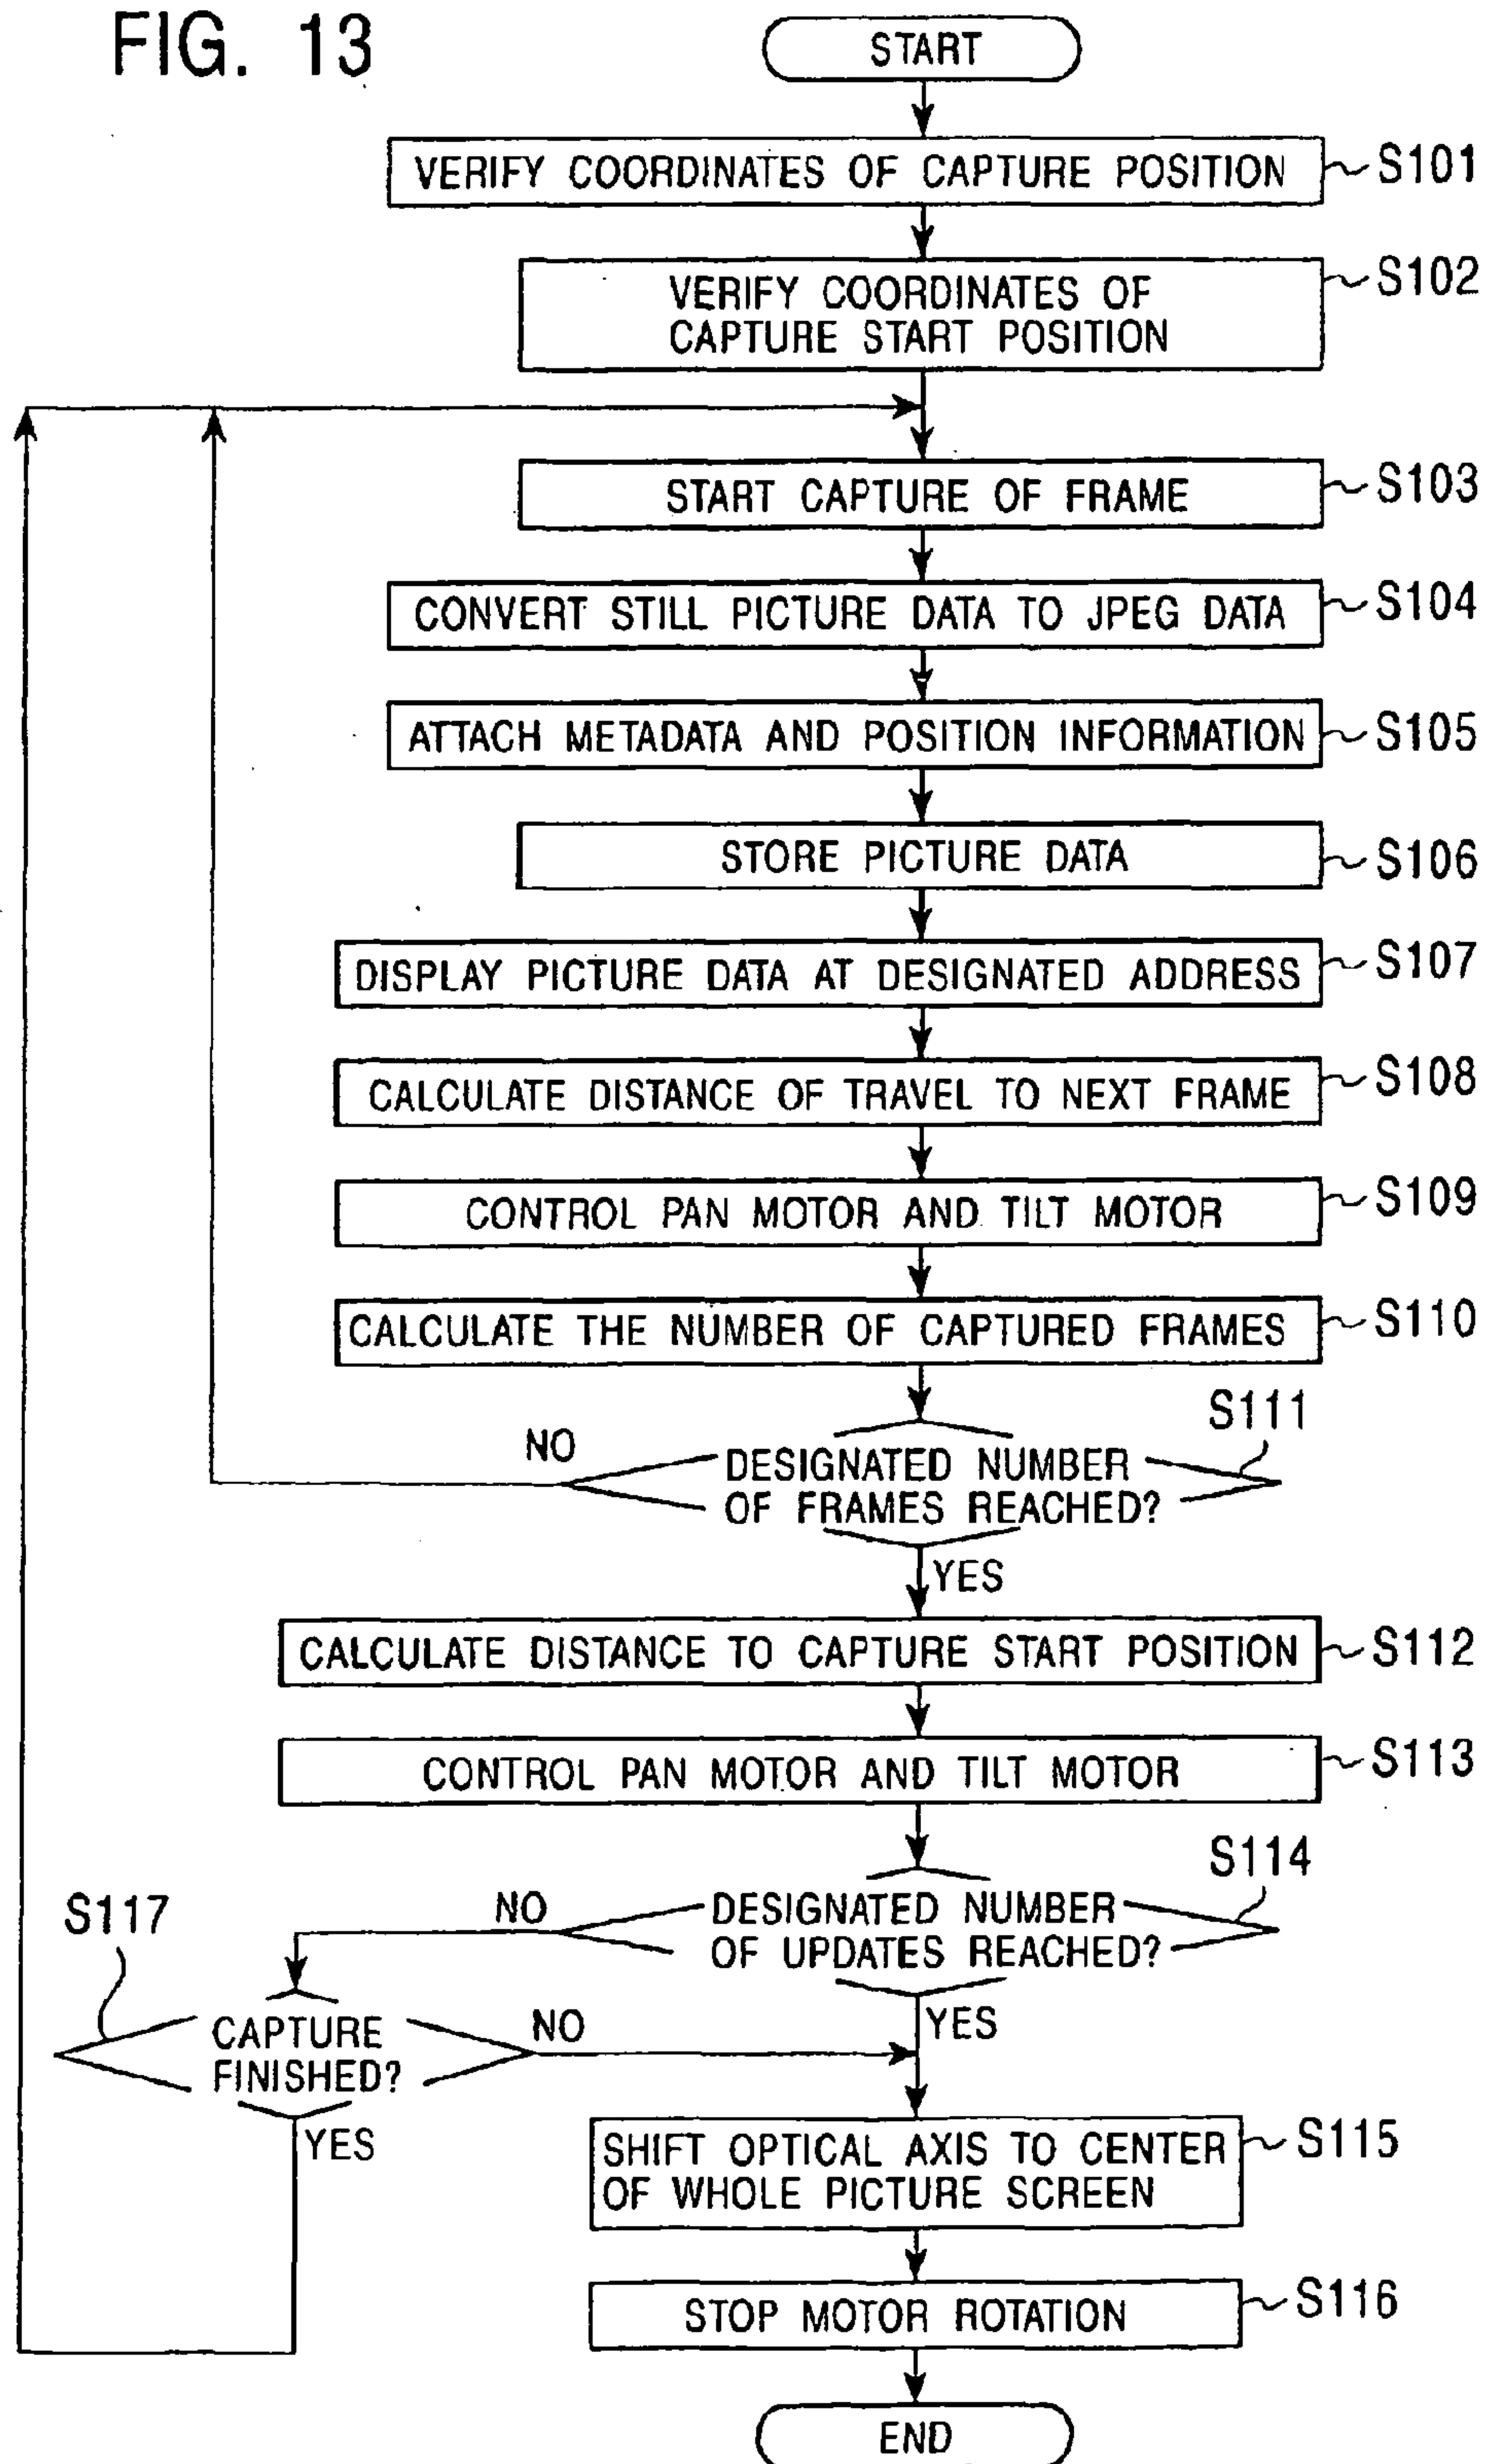 FIG. 13
START
VERIFY COORDINATES OF CAPTURE POSITION
S101
VERIFY COORDINATES OF
CAPTURE START POSITION
S102
START CAPTURE OF FRAME
S103
CONVERT STILL PICTURE DATA TO JPEG DATA
S104
ATTACH METADATA AND POSITION INFORMATION
S105
STORE PICTURE DATA
S106
DISPLAY PICTURE DATA AT DESIGNATED ADDRESS
S107
CALCULATE DISTANCE OF TRAVEL TO NEXT FRAME
S108
CONTROL PAN MOTOR AND TILT MOTOR
S109
CALCULATE THE NUMBER OF CAPTURED FRAMES
S110
S111
NO
DESIGNATED NUMBER
OF FRAMES REACHED?
YES
CALCULATE DISTANCE TO CAPTURE START POSITION
S112
CONTROL PAN MOTOR AND TILT MOTOR
S113
S114
NO
DESIGNATED NUMBER
OF UPDATES REACHED?
YES
S117
CAPTURE
FINISHED?
NO
YES
SHIFT OPTICAL AXIS TO CENTER
OF WHOLE PICTURE SCREEN
S115
STOP MOTOR ROTATION
S116
END